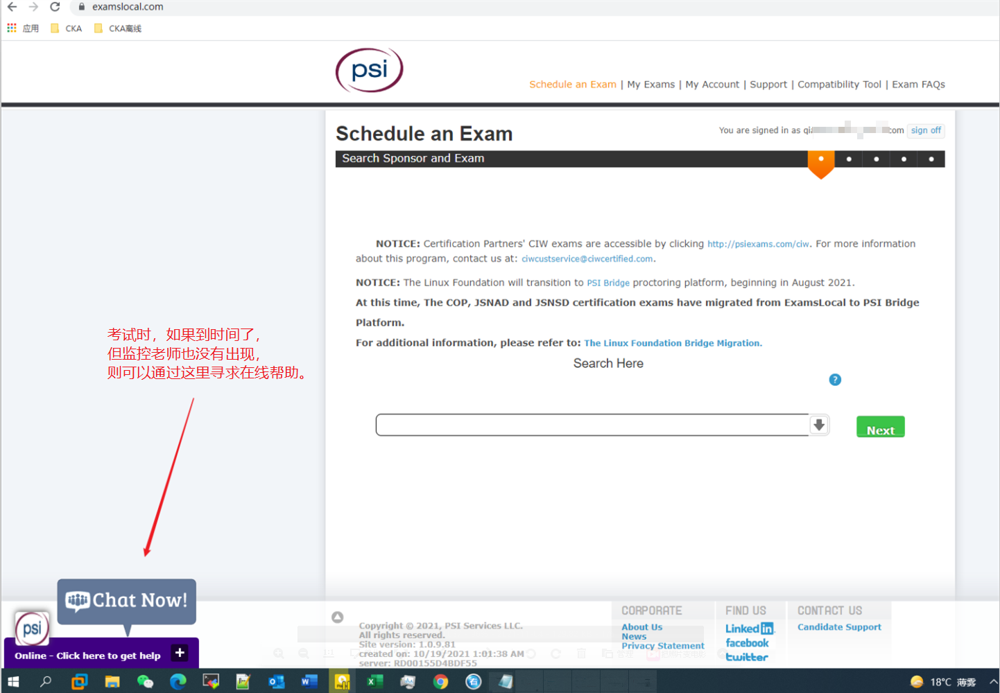 examslocal.com
应用
CKA
CKA离线
psi
Schedule an Exam | My Exams | My Account | Support | Compatibility Tool | Exam FAQs
Schedule an Exam
You are signed in as qi com sign off
Search Sponsor and Exam
NOTICE: Certification Partners' CIW exams are accessible by clicking http://psiexams.com/ciw. For more information
about this program, contact us at: ciwcustservice@ciwcertified.com.
NOTICE: The Linux Foundation will transition to PSI Bridge proctoring platform, beginning in August 2021.
At this time, The COP, JSNAD and JSNSD certification exams have migrated from ExamsLocal to PSI Bridge
Platform.
For additional information, please refer to: The Linux Foundation Bridge Migration.
考试时，如果到时间了，
但监控老师也没有出现，
则可以通过这里寻求在线帮助。
Search Here
?
Next
Chat Now!
psi
Online - Click here to get help +
Copyright © 2021, PSI Services LLC.
All rights reserved.
Site version: 1.0.9.81
created on: 10/19/2021 1:01:38 AM
server: RD00155D4BDF55
CORPORATE
About Us
News
Privacy Statement
FIND US
Linked in
facebook
twitter
CONTACT US
Candidate Support
1:1
管理
18°C 薄雾